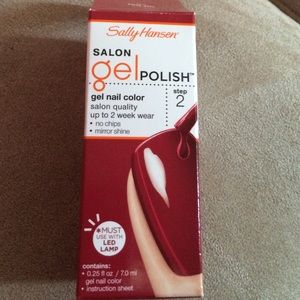 Sally Hansen
SALON
gel POLISH™
gel nail color
salon quality
up to 2 week wear
• no chips
• mirror shine
step
2
*MUST
USE WITH
LED
LAMP
contains:
• 0.25 fl oz / 7.0 ml
gel nail color
• instruction sheet